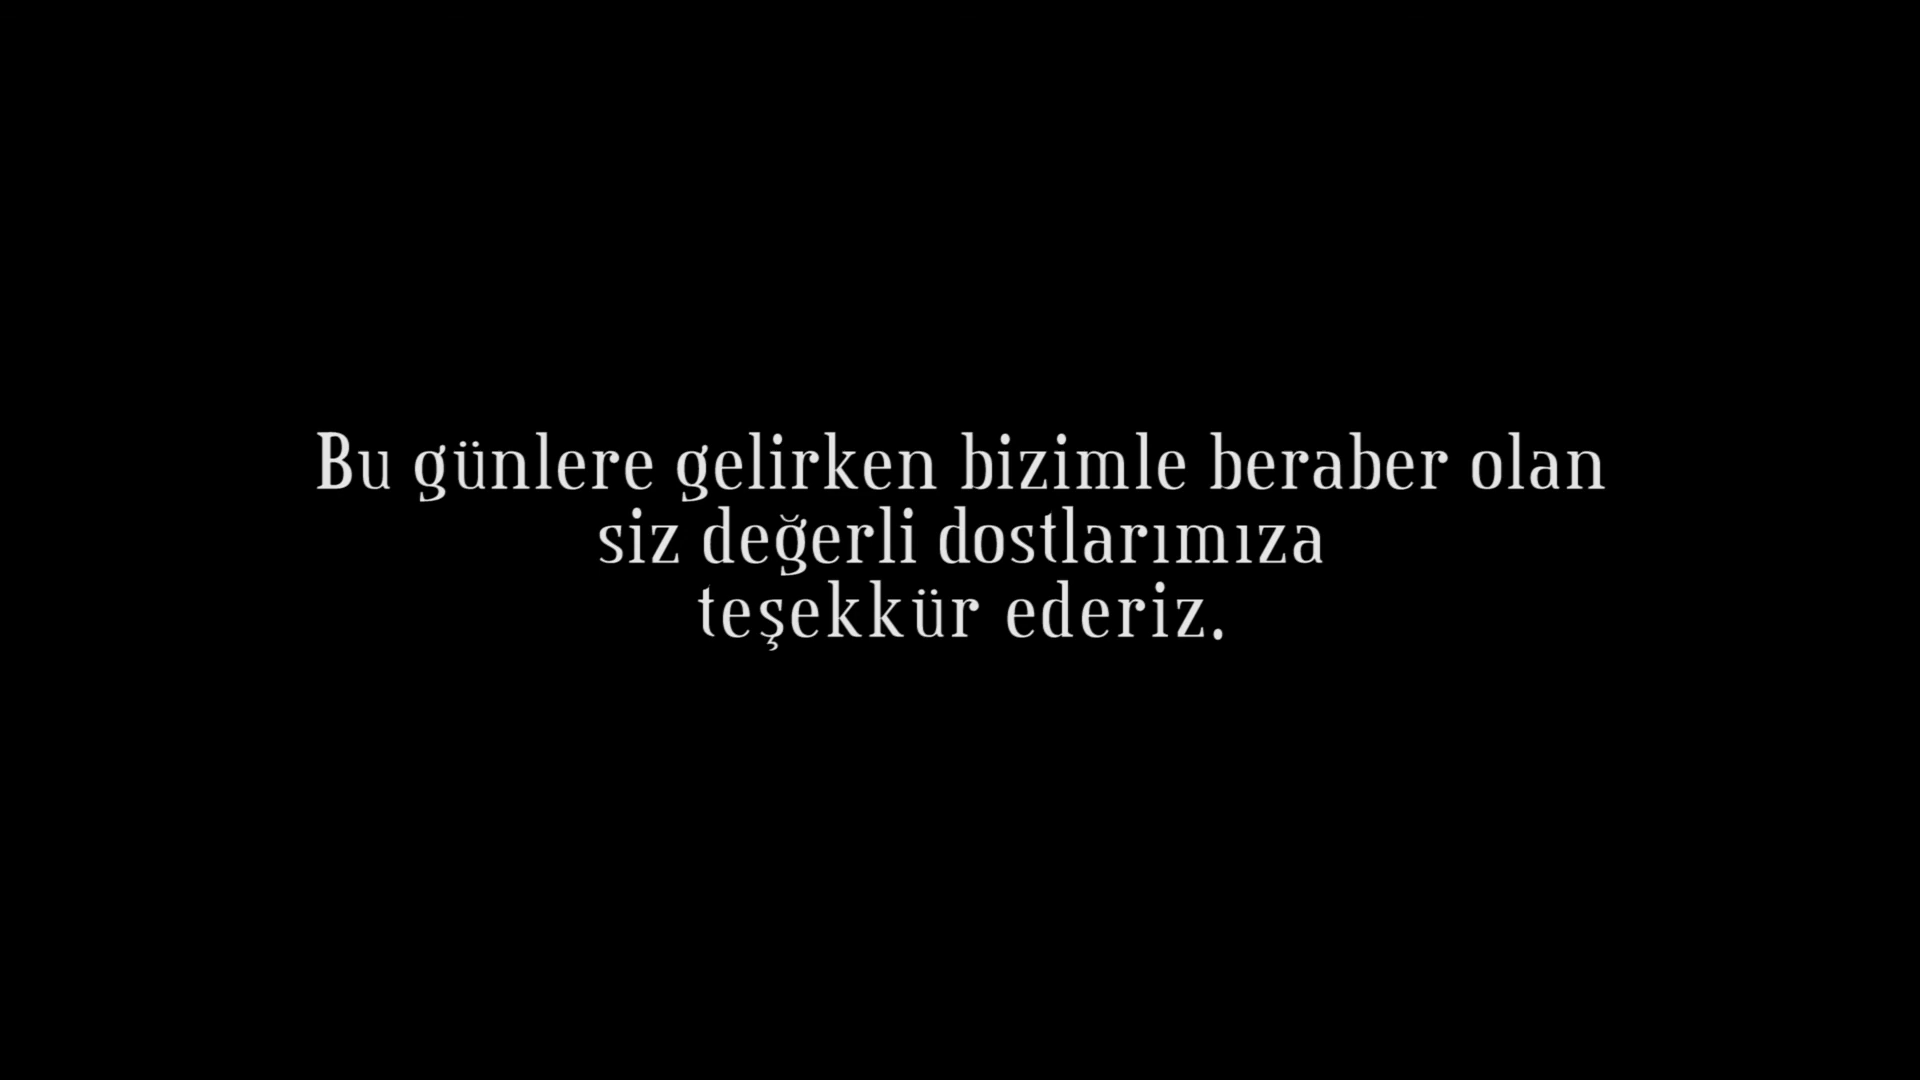 Bu günlere gelirken bizimle beraber olan
siz değerli dostlarımıza
teşekkür ederiz.